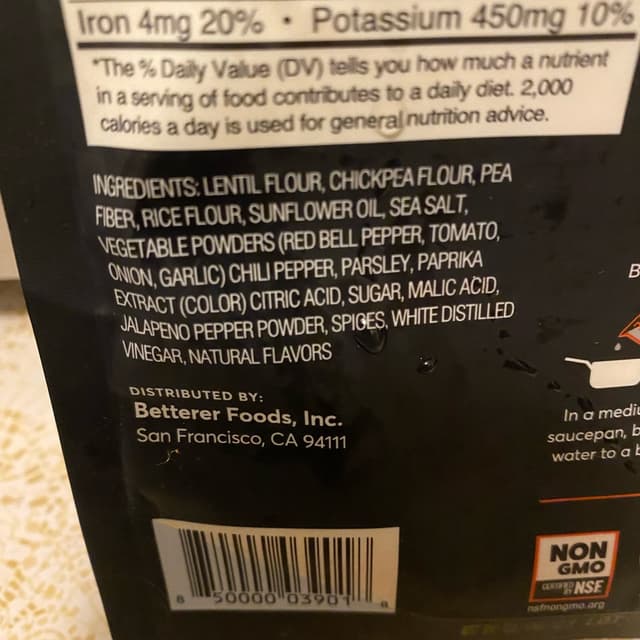 Iron 4mg 20% • Potassium 450mg 10%
*The % Daily Value (DV) tells you how much a nutrient
in a serving of food contributes to a daily diet. 2,000
calories a day is used for general nutrition advice.
INGREDIENTS: LENTIL FLOUR, CHICKPEA FLOUR, PEA
FIBER, RICE FLOUR, SUNFLOWER OIL, SEA SALT,
VEGETABLE POWDERS (RED BELL PEPPER, TOMATO,
ONION, GARLIC) CHILI PEPPER, PARSLEY, PAPRIKA
EXTRACT (COLOR) CITRIC ACID, SUGAR, MALIC ACID,
JALAPENO PEPPER POWDER, SPICES, WHITE DISTILLED
VINEGAR, NATURAL FLAVORS
DISTRIBUTED BY:
Betterer Foods, Inc.
San Francisco, CA 94111
8 50000 03901 8
In a
saucepan,
water to a
NON
GMO
CERTIFIED
BY NSF
nsfnongmo.org